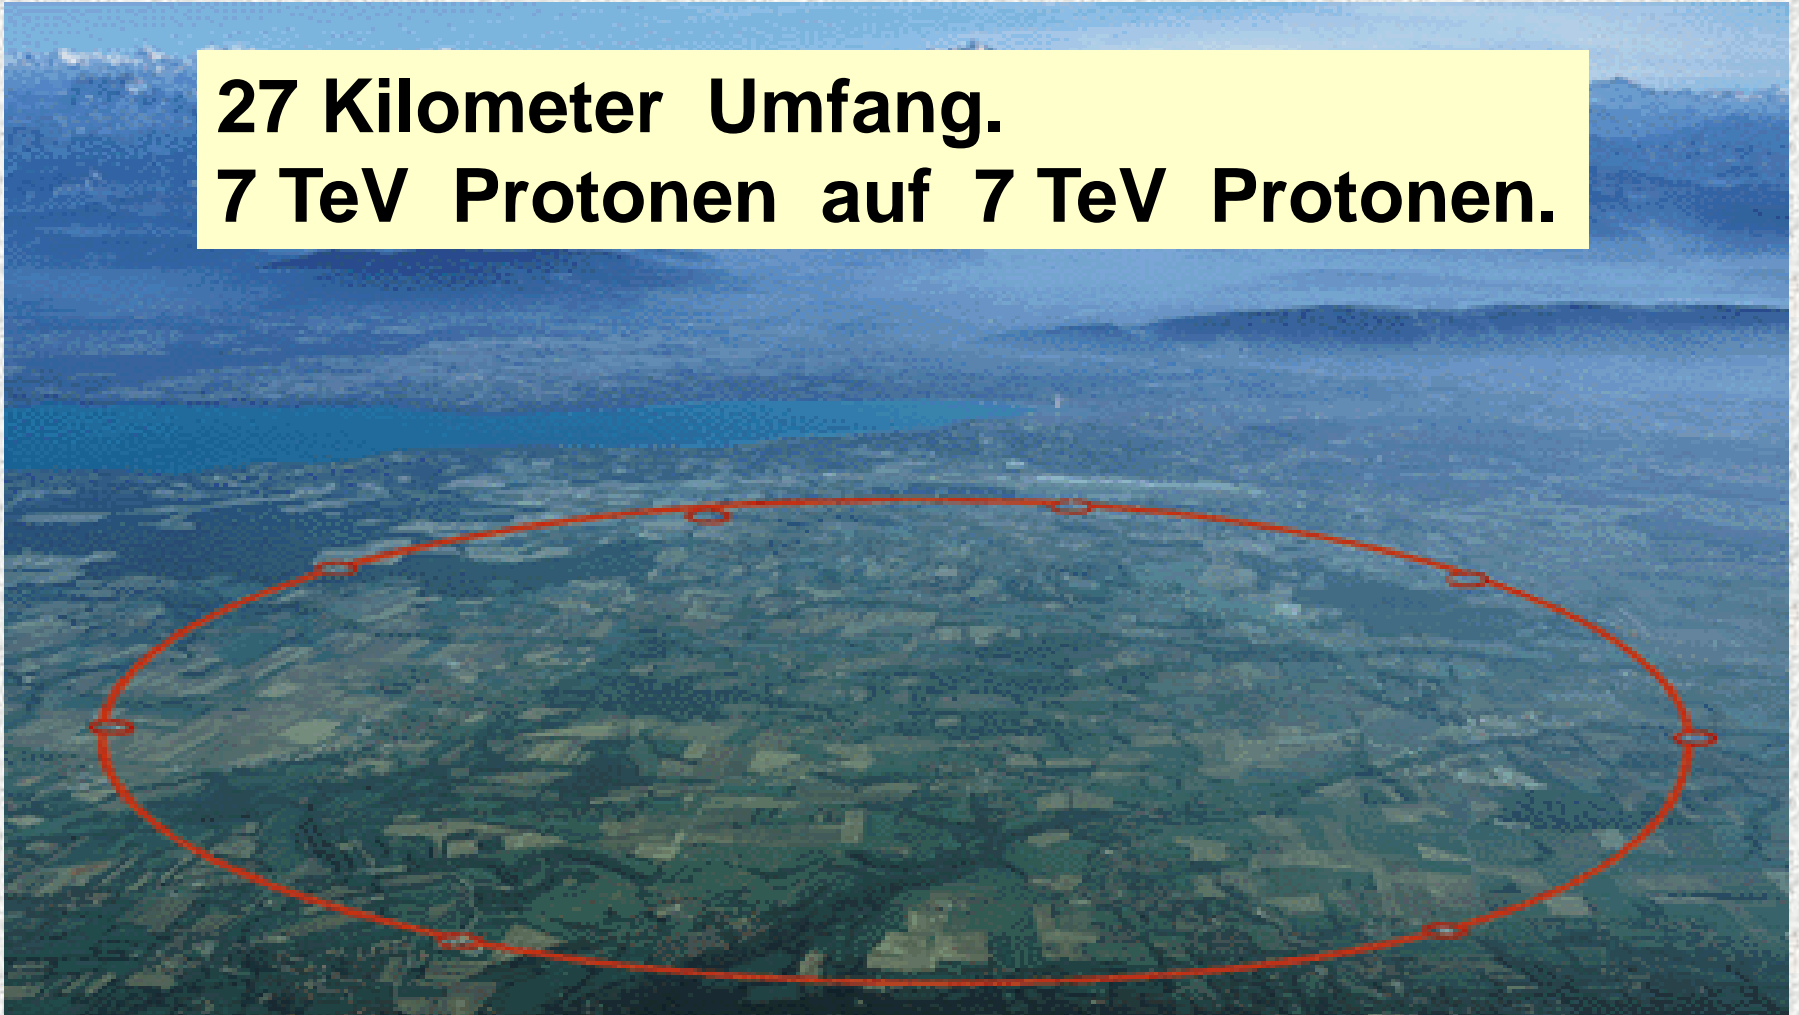 27 Kilometer Umfang.
7 TeV Protonen auf 7 TeV Protonen.